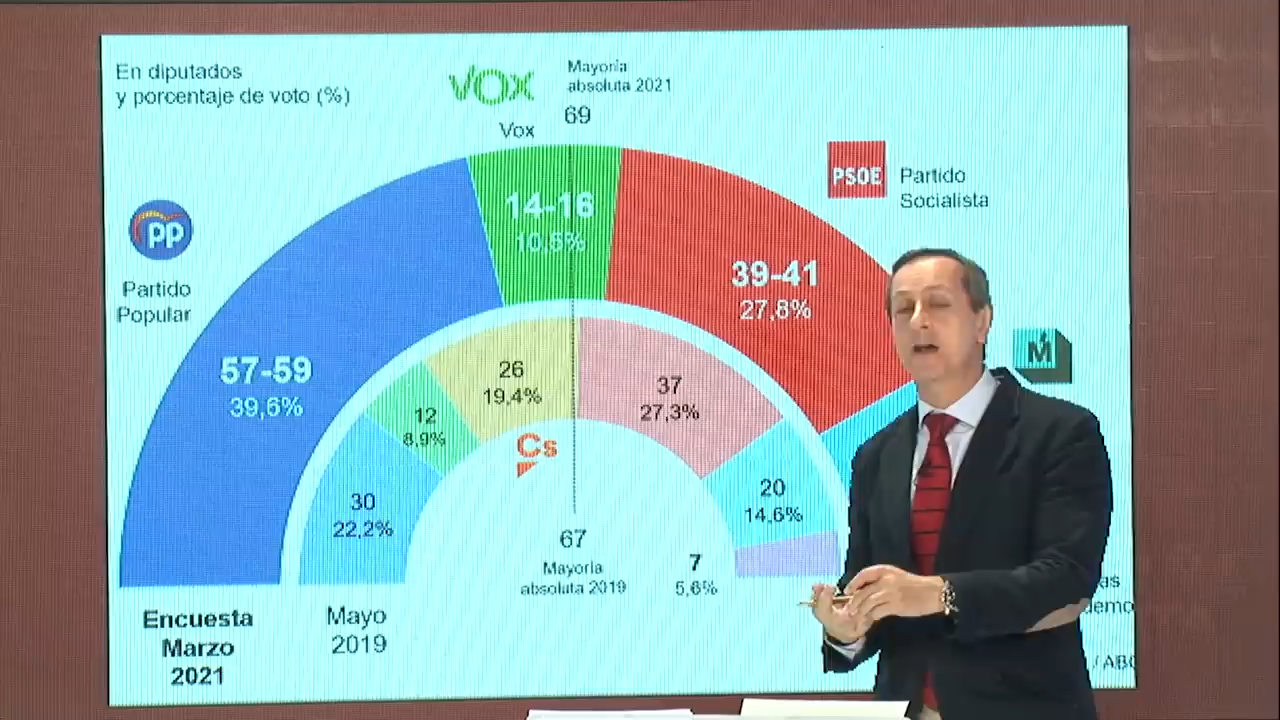 En diputados
y porcentaje de voto (%)
VOX
Vox
Mayoría
absoluta 2021
69
PSOE
Partido
Socialista
pp
Partido
Popular
14-16
10,5%
39-41
27,8%
57-59
39,6%
M
26
19,4%
37
27,3%
12
8,9%
Cs
30
22,2%
20
14,6%
67
Mayoría
absoluta 2019
7
5,6%
Encuesta
Marzo
2021
Mayo
2019
/ ABC